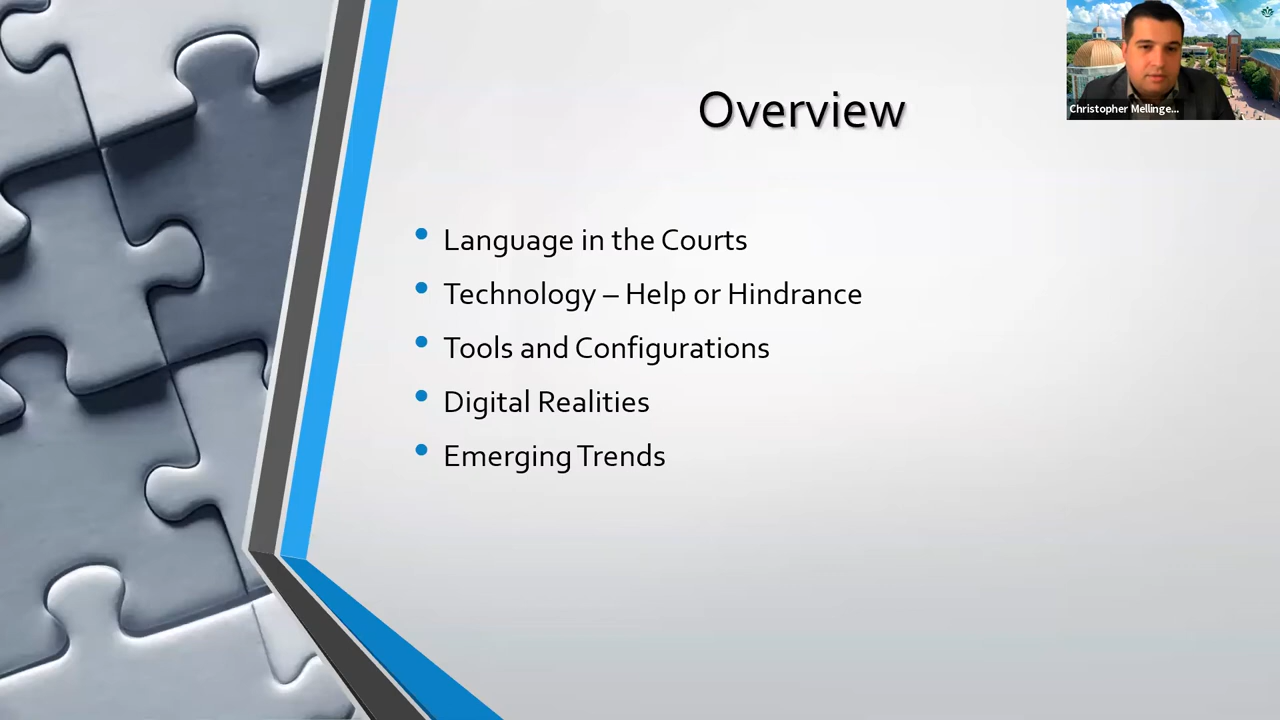 Overview
Christopher Mellinge...
• Language in the Courts
• Technology – Help or Hindrance
• Tools and Configurations
• Digital Realities
• Emerging Trends